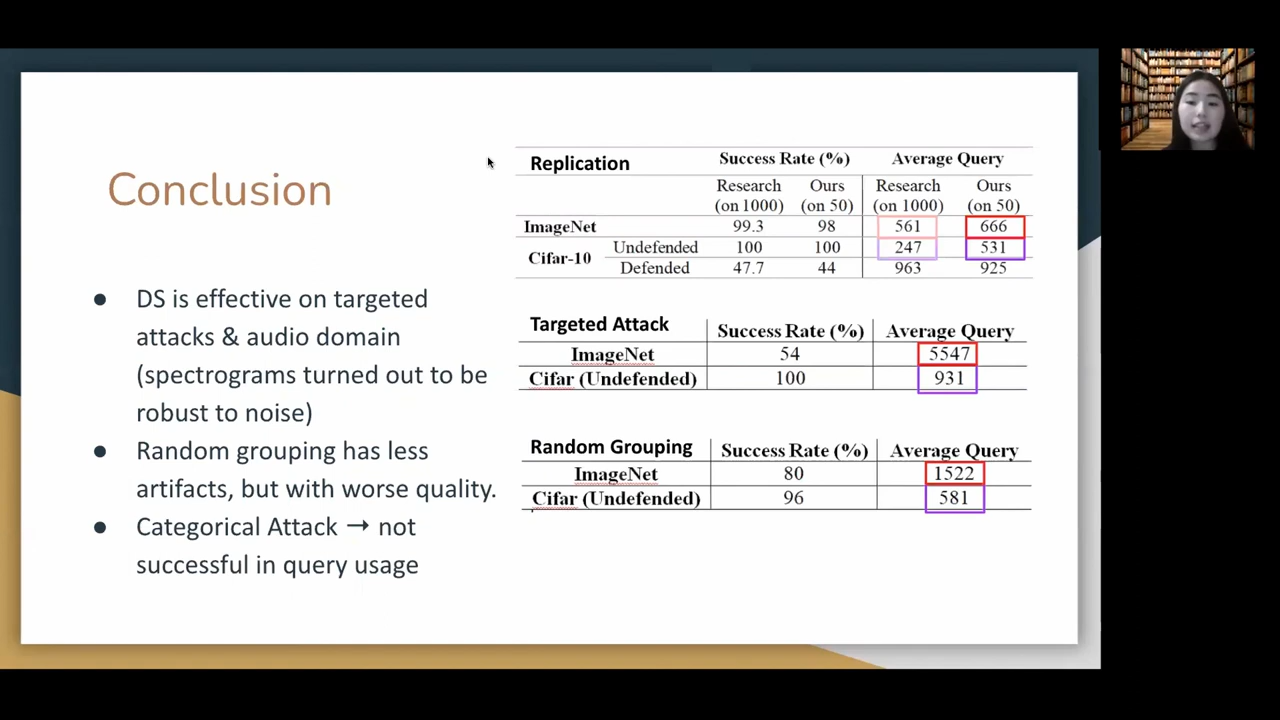 Conclusion
● DS is effective on targeted
attacks & audio domain
(spectrograms turned out to be
robust to noise)
● Random grouping has less
artifacts, but with worse quality.
● Categorical Attack → not
successful in query usage
Replication Success Rate (%) Average Query
Research Ours Research Ours
(on 1000) (on 50) (on 1000) (on 50)
ImageNet 99.3 98 561 666
Cifar-10 Undefended 100 100 247 531
Defended 47.7 44 963 925
Targeted Attack Success Rate (%) Average Query
ImageNet 54 5547
Cifar (Undefended) 100 931
Random Grouping Success Rate (%) Average Query
ImageNet 80 1522
Cifar (Undefended) 96 581